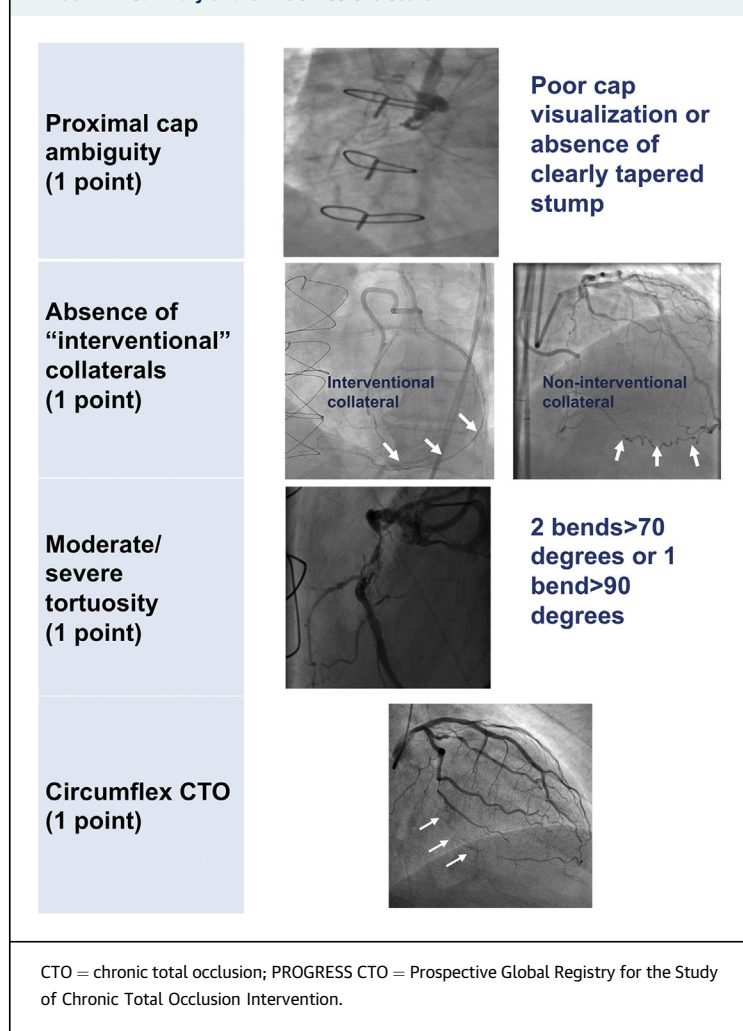 Proximal cap
ambiguity
(1 point)
Poor cap
visualization or
absence of
clearly tapered
stump
Absence of
“interventional”
collaterals
(1 point)
Interventional
collateral
Non-interventional
collateral
Moderate/
severe
tortuosity
(1 point)
2 bends>70
degrees or 1
bend>90
degrees
Circumflex CTO
(1 point)
CTO = chronic total occlusion; PROGRESS CTO = Prospective Global Registry for the Study
of Chronic Total Occlusion Intervention.